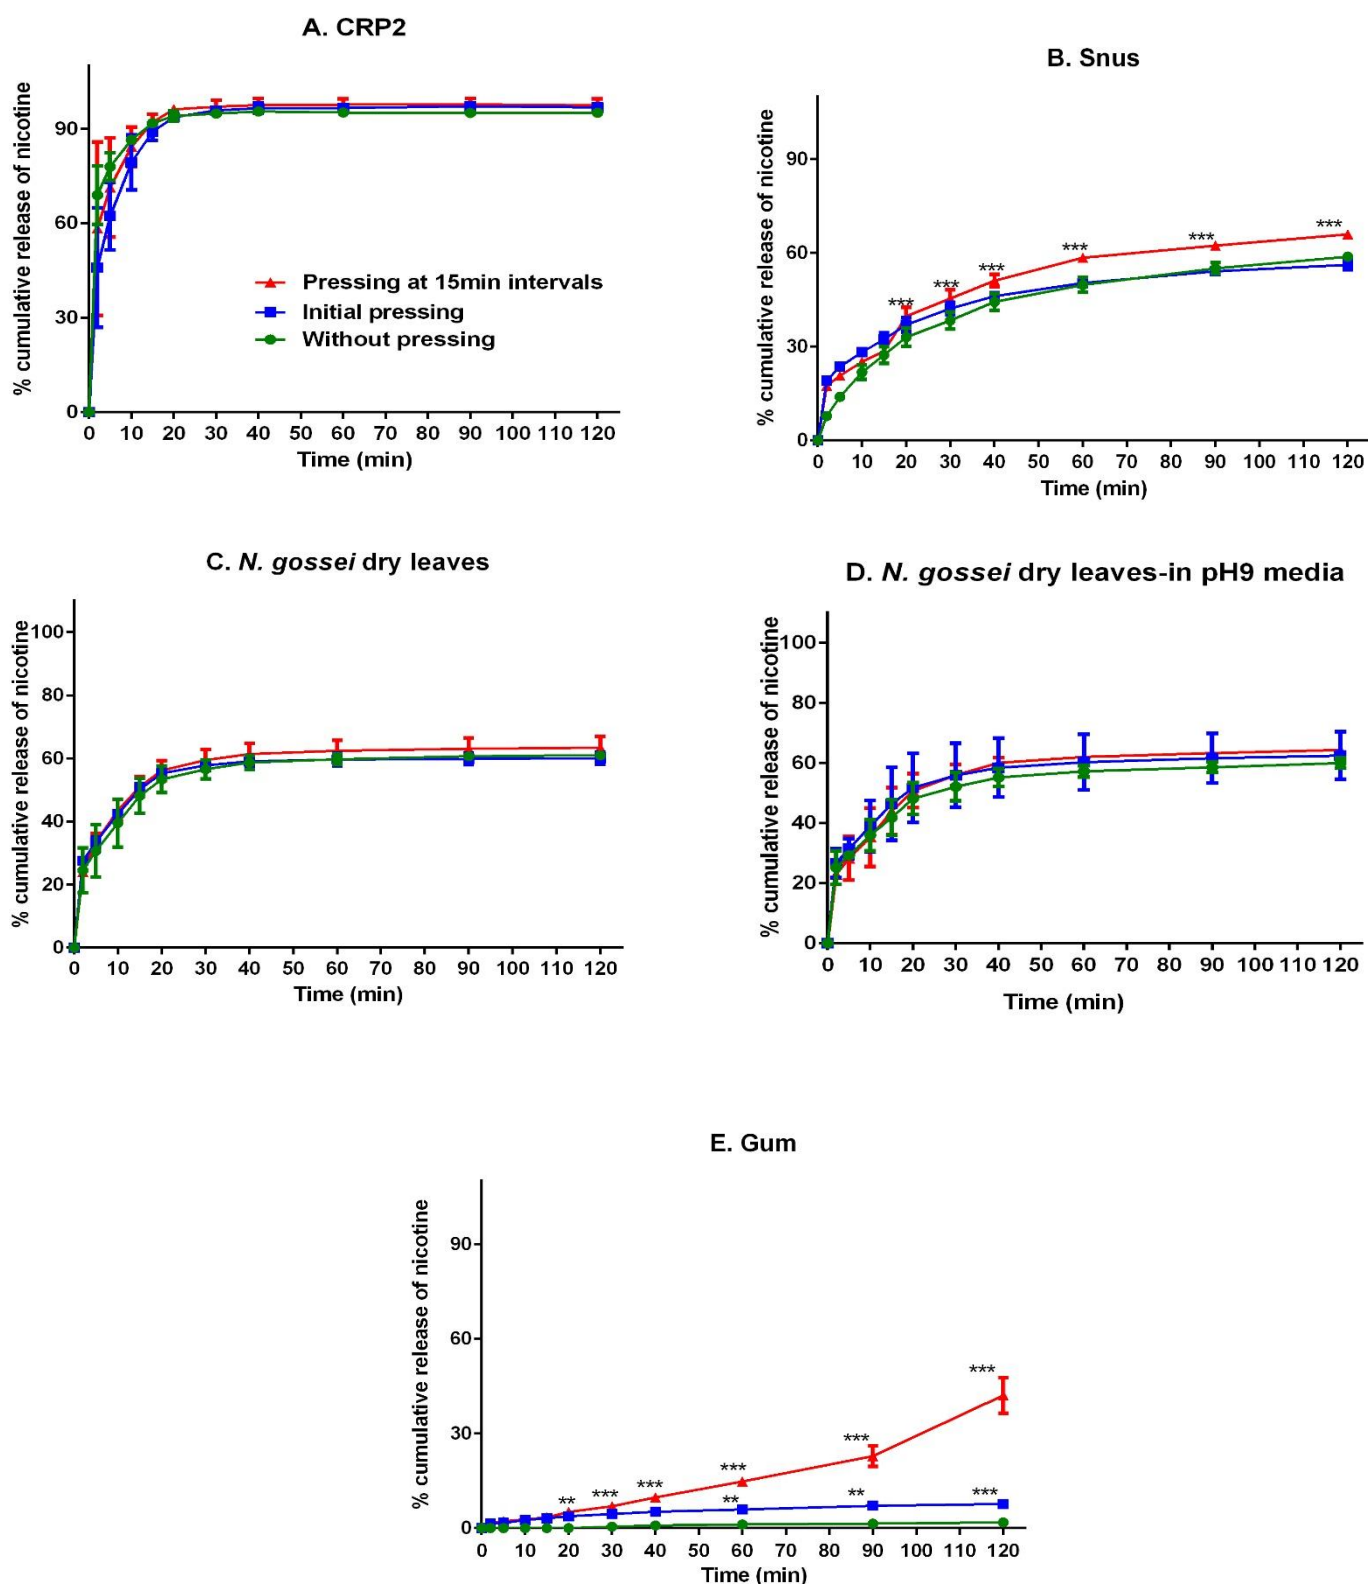 A. CRP2
% cumulative release of nicotine
90
60
30
0
Pressing at 15min intervals
Initial pressing
Without pressing
0 10 20 30 40 50 60 70 80 90 100 110 120
Time (min)
B. Snus
% cumulative release of nicotine
90
60
30
0
*** *** *** *** *** ***
0 10 20 30 40 50 60 70 80 90 100 110 120
Time (min)
C. N. gossei dry leaves
% cumulative release of nicotine
100
80
60
40
20
0
0 10 20 30 40 50 60 70 80 90 100 110 120
Time (min)
D. N. gossei dry leaves-in pH9 media
% cumulative release of nicotine
100
80
60
40
20
0
0 10 20 30 40 50 60 70 80 90 100 110 120
Time (min)
E. Gum
% cumulative release of nicotine
90
60
30
0
** *** *** *** *** ***
** ** ***
0 10 20 30 40 50 60 70 80 90 100 110 120
Time (min)